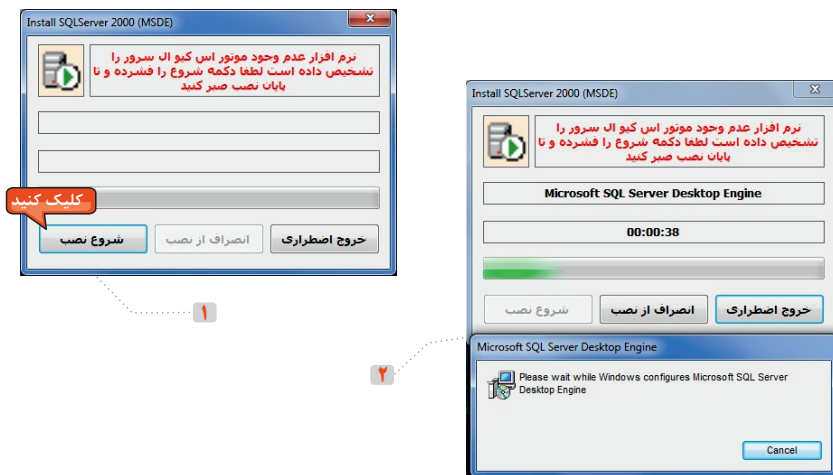 Install SQLServer 2000 (MSDE)
نرم افزار عدم وجود موتور اس کیو ال سرور را
تشخیص داده است لطفا دکمه شروع را فشرده و تا
پایان نصب صبر کنید
کلیک کنید
شروع نصب
انصراف از نصب
خروج اضطراری
۱
Install SQLServer 2000 (MSDE)
نرم افزار عدم وجود موتور اس کیو ال سرور را
تشخیص داده است لطفا دکمه شروع را فشرده و تا
پایان نصب صبر کنید
Microsoft SQL Server Desktop Engine
00:00:38
شروع نصب
انصراف از نصب
خروج اضطراری
۲
Microsoft SQL Server Desktop Engine
Please wait while Windows configures Microsoft SQL Server
Desktop Engine
Cancel